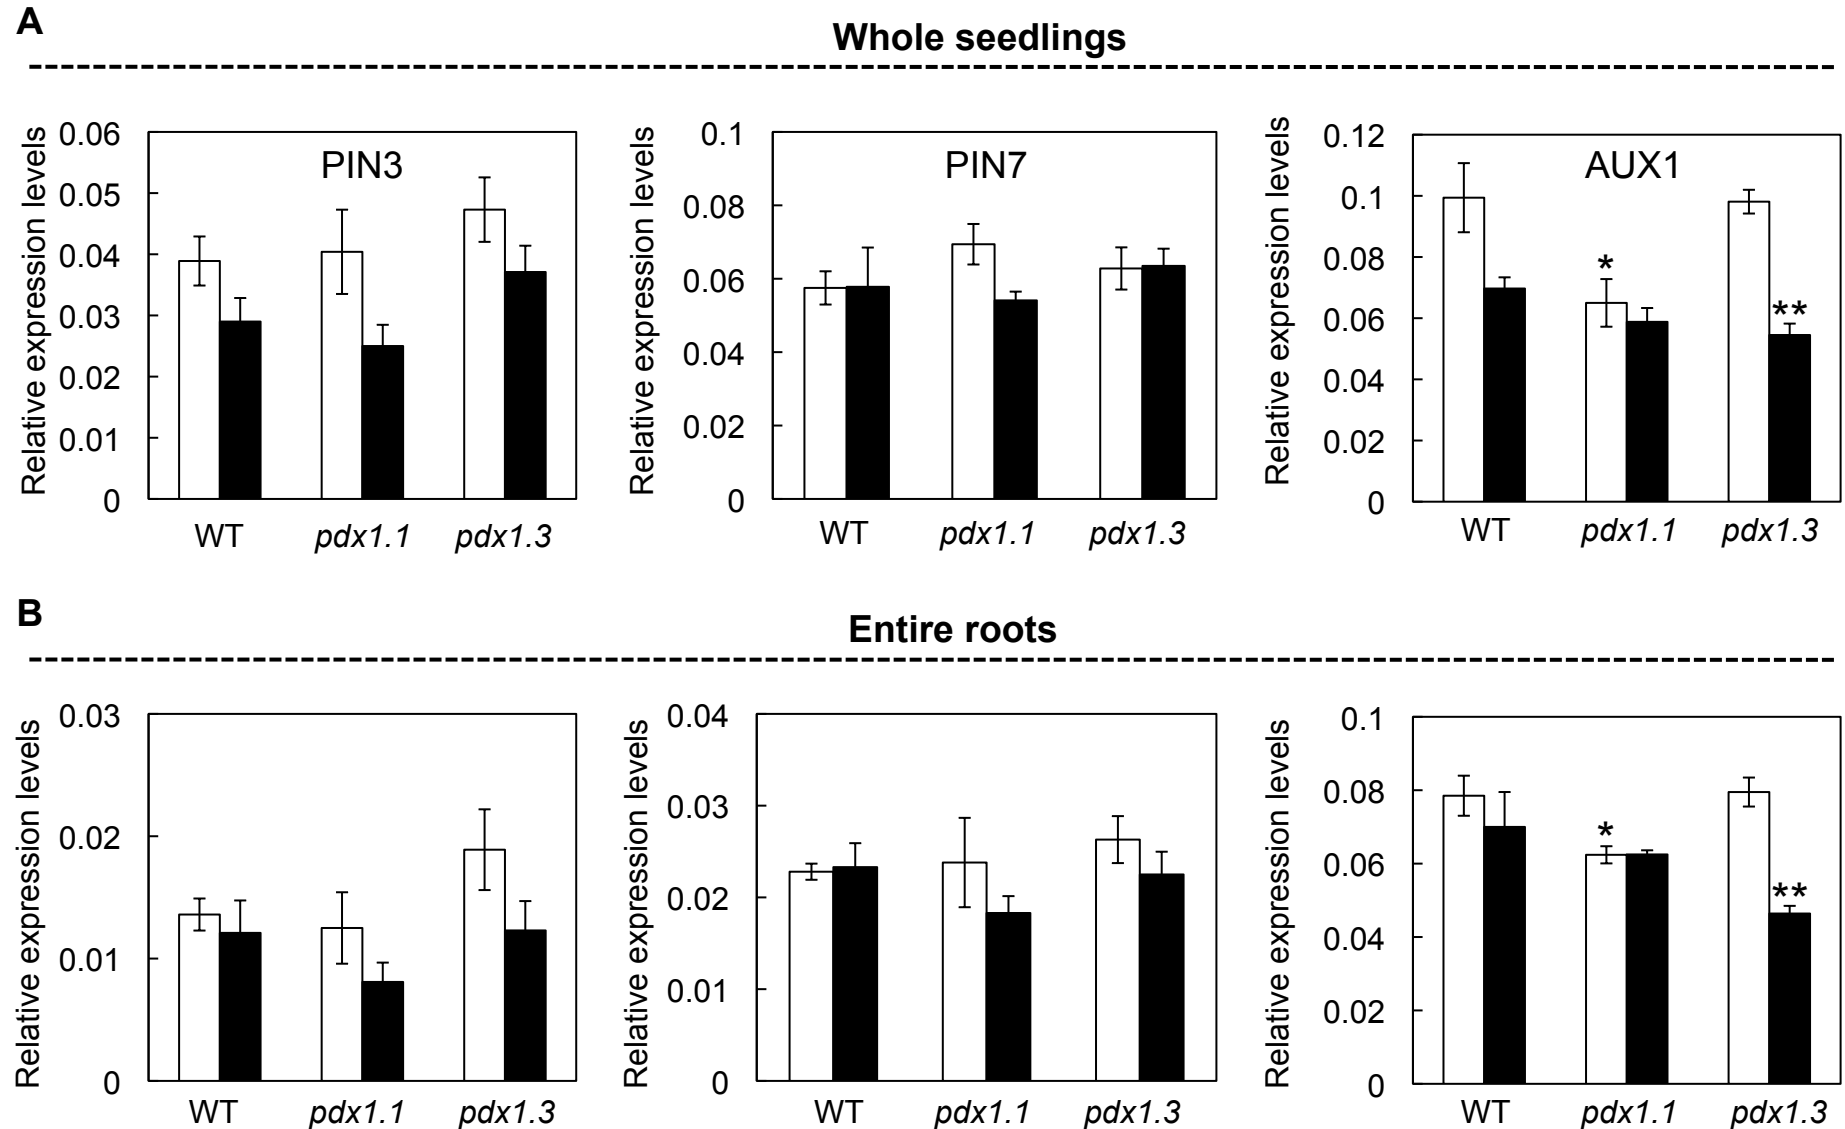 A
Whole seedlings
Relative expression levels
0.06
0.05
0.04
0.03
0.02
0.01
0
PIN3
WT pdx1.1 pdx1.3
Relative expression levels
0.1
0.08
0.06
0.04
0.02
0
PIN7
WT pdx1.1 pdx1.3
Relative expression levels
0.12
0.1
0.08
0.06
0.04
0.02
0
AUX1
*
**
WT pdx1.1 pdx1.3
B
Entire roots
Relative expression levels
0.03
0.02
0.01
0
WT pdx1.1 pdx1.3
Relative expression levels
0.04
0.03
0.02
0.01
0
WT pdx1.1 pdx1.3
Relative expression levels
0.1
0.08
0.06
0.04
0.02
0
*
**
WT pdx1.1 pdx1.3